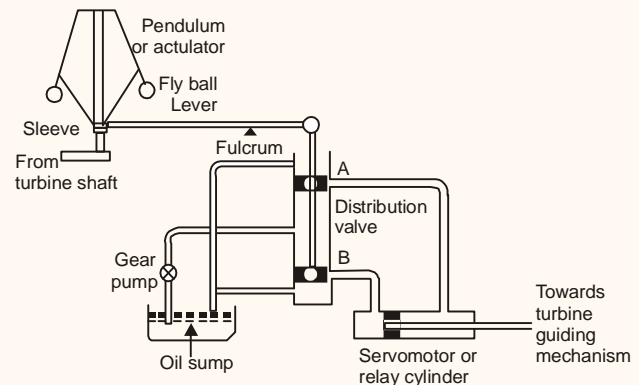 Pendulum
or actulator
Fly ball
Lever
Sleeve
Fulcrum
From
turbine shaft
A
Distribution
valve
B
Gear
pump
Oil sump
Towards
turbine
guiding
mechanism
Servomotor or
relay cylinder